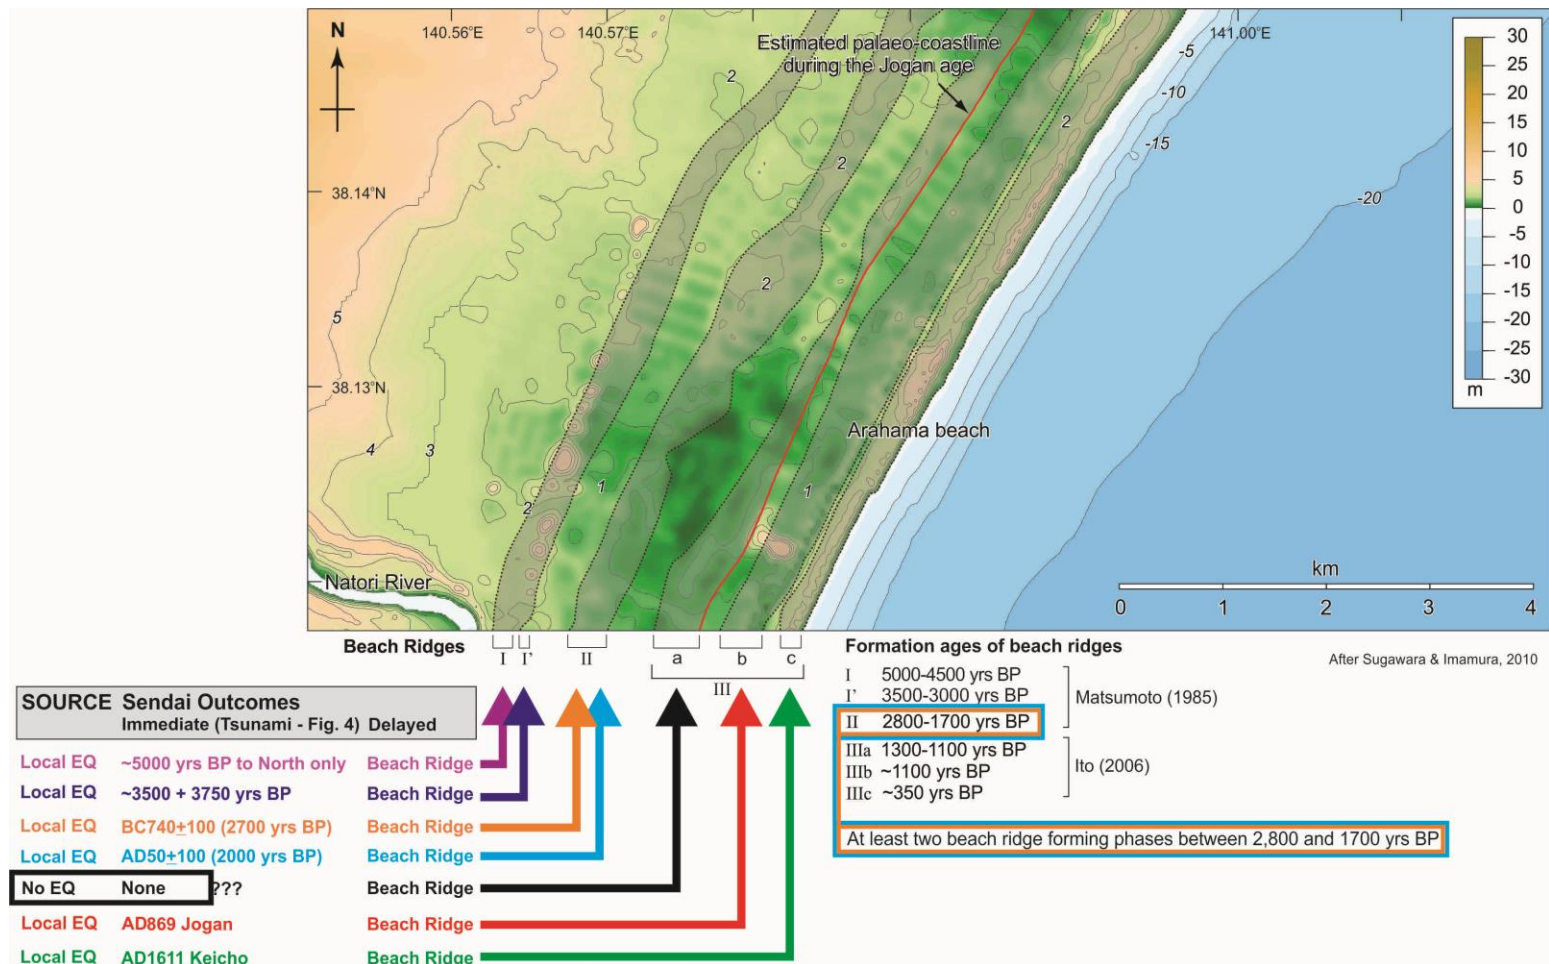 N
140.56°E
140.57°E
141.00°E
Estimated palaeo-coastline
during the Jogan age
38.14°N
38.13°N
2
2
2
2
5
4
3
2
1
1
-5
-10
-15
-20
Arahama beach
Natori River
30
25
20
15
10
5
0
-5
-10
-15
-20
-25
-30
m
km
0 1 2 3 4
Beach Ridges
I I' II a b c
III
After Sugawara & Imamura, 2010
Formation ages of beach ridges
I 5000-4500 yrs BP
I' 3500-3000 yrs BP
II 2800-1700 yrs BP
Matsumoto (1985)
IIIa 1300-1100 yrs BP
IIIb ~1100 yrs BP
IIIc ~350 yrs BP
Ito (2006)
At least two beach ridge forming phases between 2,800 and 1700 yrs BP
SOURCE Sendai Outcomes
Immediate (Tsunami - Fig. 4) Delayed
Local EQ ~5000 yrs BP to North only Beach Ridge
Local EQ ~3500 + 3750 yrs BP Beach Ridge
Local EQ BC740±100 (2700 yrs BP) Beach Ridge
Local EQ AD50±100 (2000 yrs BP) Beach Ridge
No EQ None ??? Beach Ridge
Local EQ AD869 Jogan Beach Ridge
Local EQ AD1611 Keicho Beach Ridge